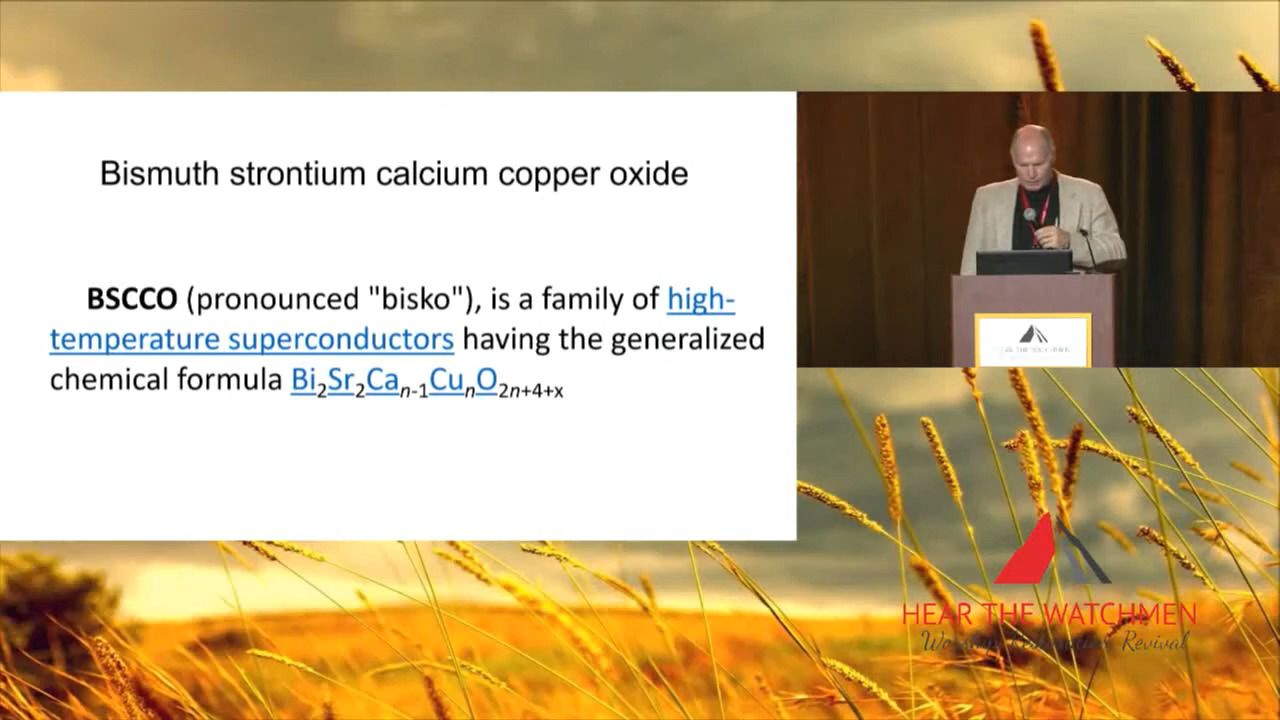 Bismuth strontium calcium copper oxide
BSCCO (pronounced "bisko"), is a family of high-
temperature superconductors having the generalized
chemical formula Bi₂Sr₂Caₙ₋₁CuₙO₂ₙ₊₄₊ₓ
HEAR THE WATCHMEN
Revival